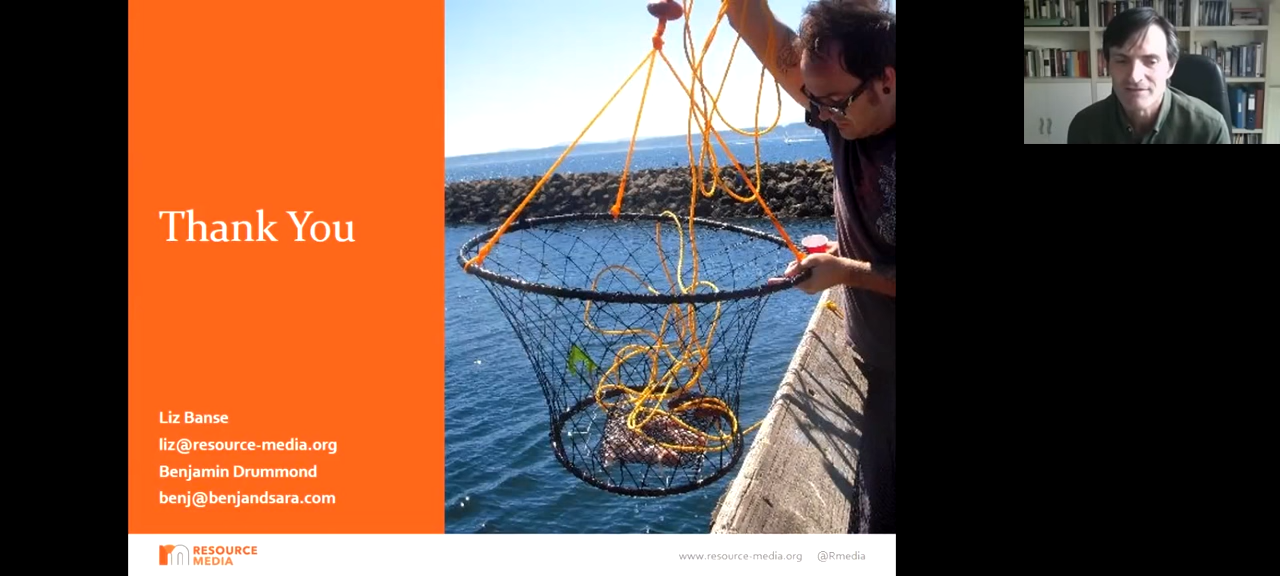 Thank You
Liz Banse
liz@resource-media.org
Benjamin Drummond
benj@benjandsara.com
RESOURCE
MEDIA
www.resource-media.org @Rmedia